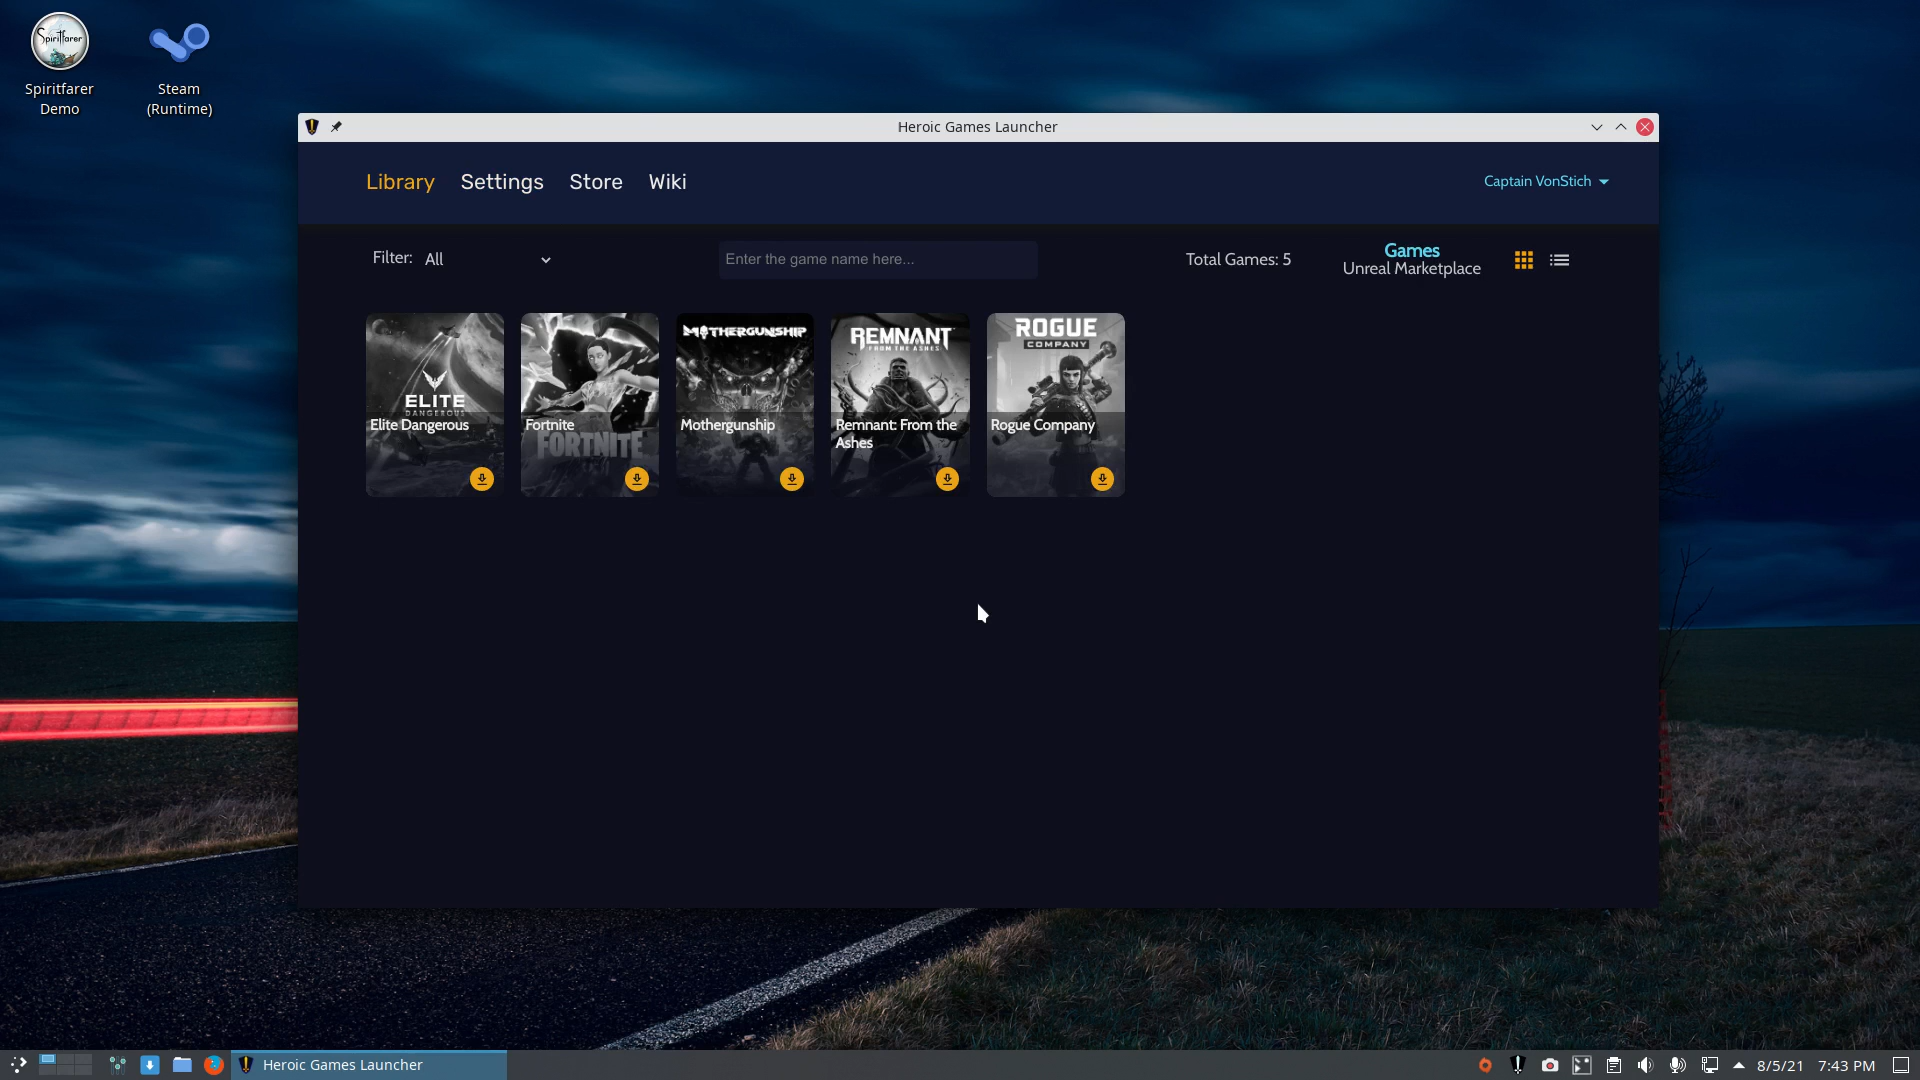 Spiritfarer
Spiritfarer
Demo
Steam
(Runtime)
Heroic Games Launcher
Library Settings Store Wiki
Captain VonStich
Filter: All
Enter the game name here...
Total Games: 5
Games
Unreal Marketplace
ELITE
DANGEROUS
Elite Dangerous
FORTNITE
Fortnite
MOTHERGUNSHIP
Mothergunship
REMNANT
FROM THE ASHES
Remnant: From the
Ashes
ROGUE
COMPANY
Rogue Company
Heroic Games Launcher
8/5/21 7:43 PM